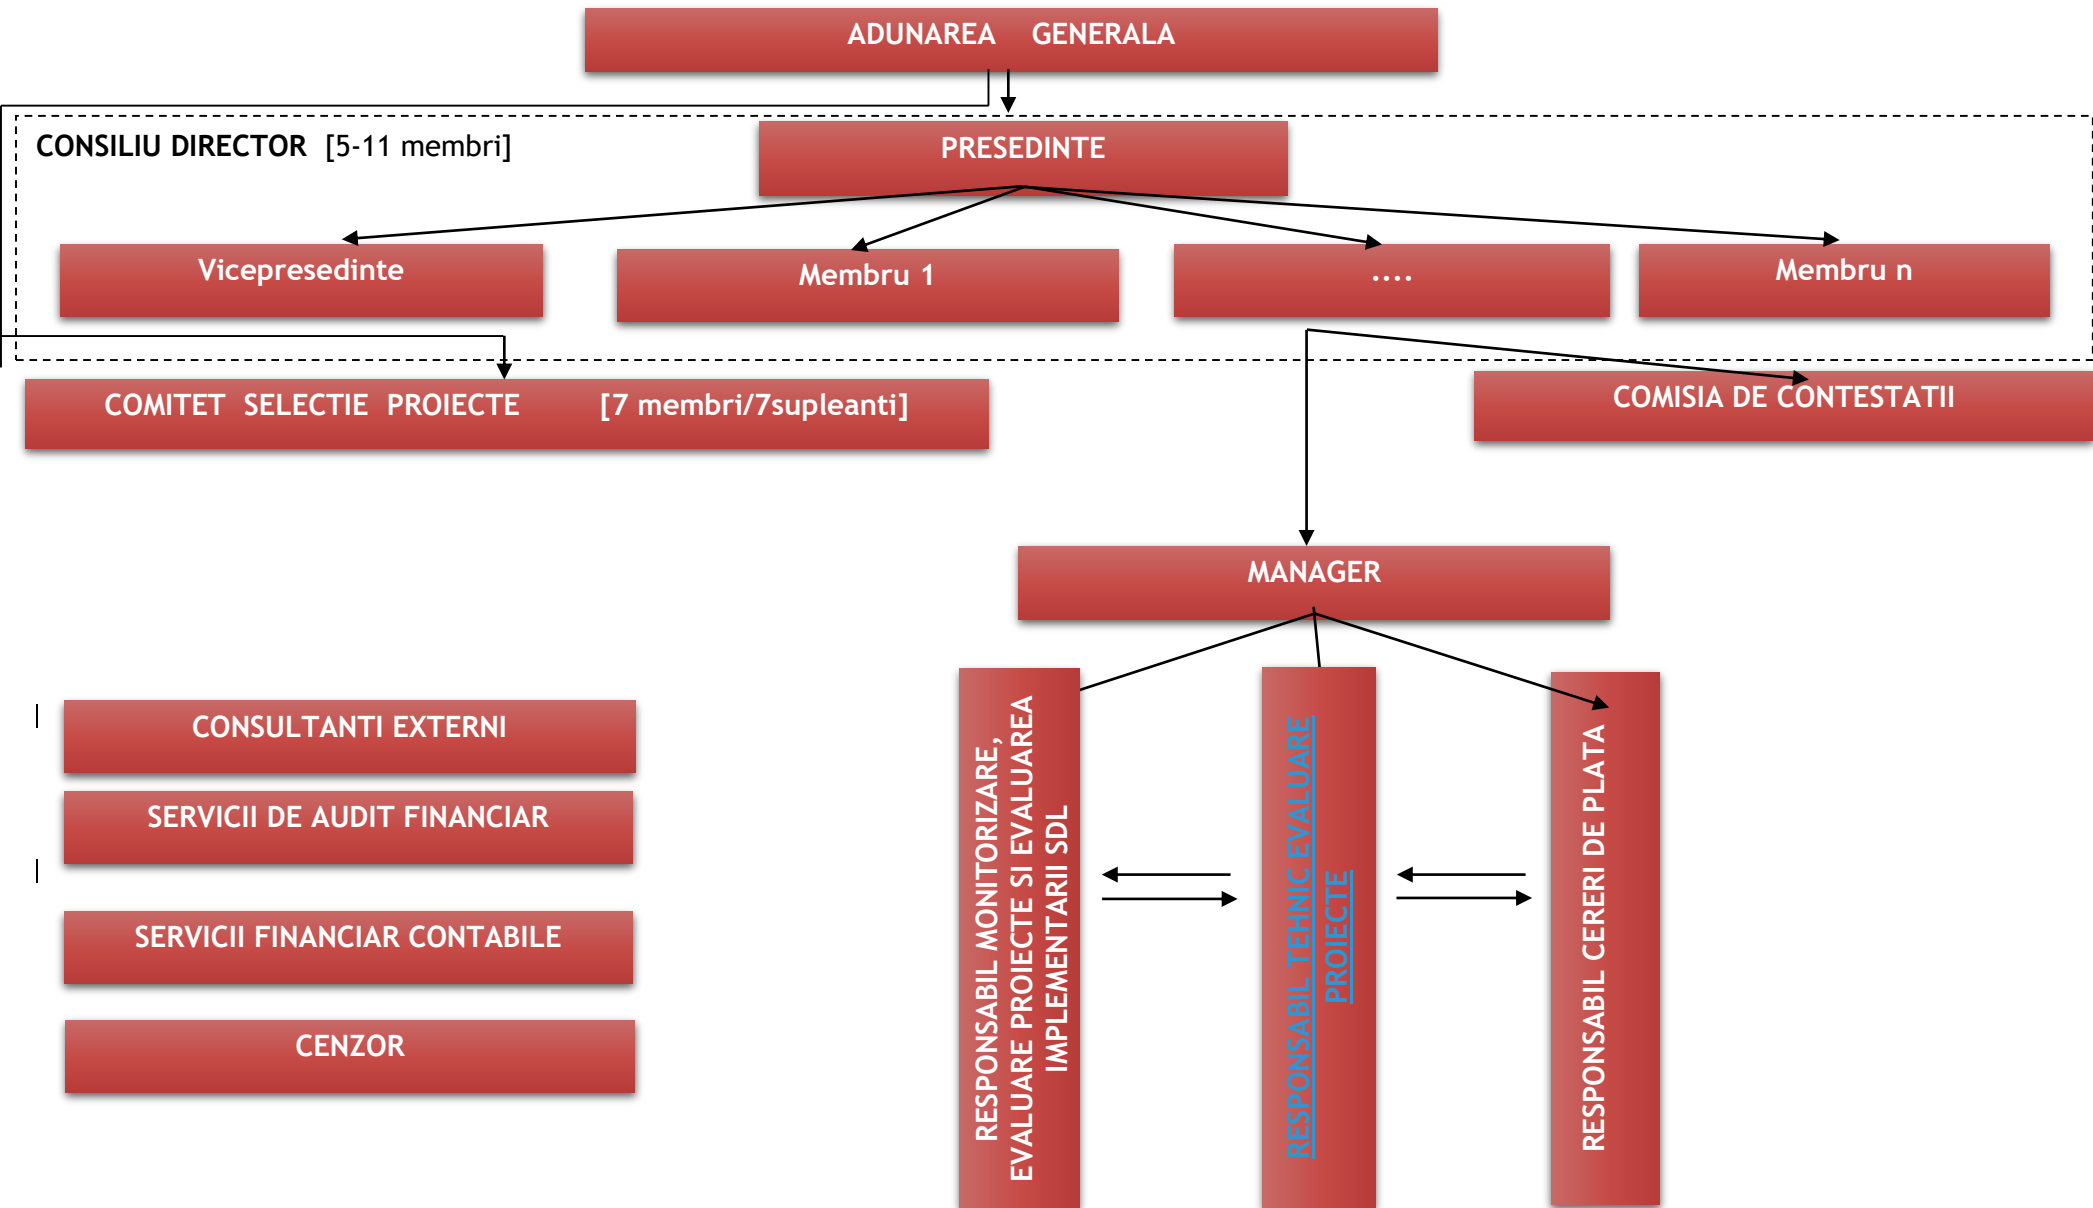 ADUNAREA GENERALA
CONSILIU DIRECTOR [5-11 membri]
PRESEDINTE
Vicepresedinte
Membru 1
....
Membru n
COMITET SELECTIE PROIECTE [7 membri/7supleanti]
COMISIA DE CONTESTATII
MANAGER
CONSULTANTI EXTERNI
SERVICII DE AUDIT FINANCIAR
SERVICII FINANCIAR CONTABILE
CENZOR
RESPONSABIL MONITORIZARE,
EVALUARE PROIECTE SI EVALUAREA
IMPLEMENTARII SDL
RESPONSABIL TEHNIC EVALUARE
PROIECTE
RESPONSABIL CERERI DE PLATA